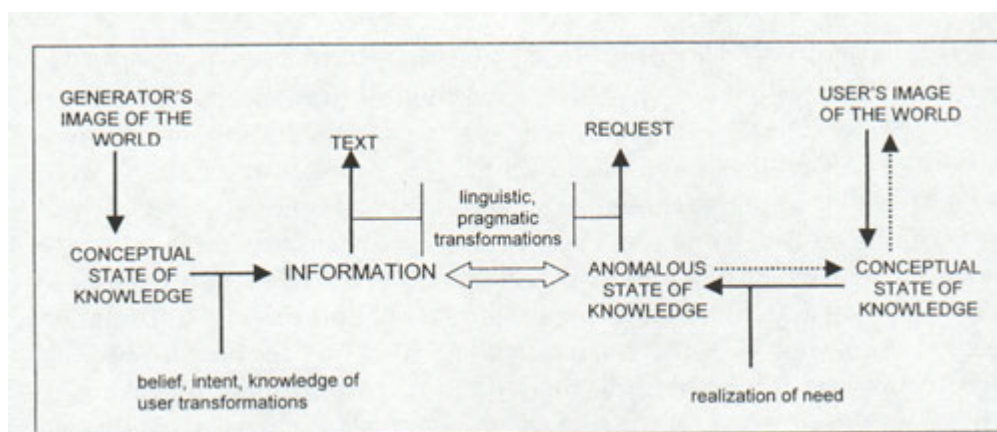 GENERATOR'S
IMAGE OF THE
WORLD
TEXT
REQUEST
USER'S IMAGE
OF THE WORLD
linguistic,
pragmatic
transformations
CONCEPTUAL
STATE OF
KNOWLEDGE
INFORMATION
ANOMALOUS
STATE OF
KNOWLEDGE
CONCEPTUAL
STATE OF
KNOWLEDGE
belief, intent, knowledge of
user transformations
realization of need